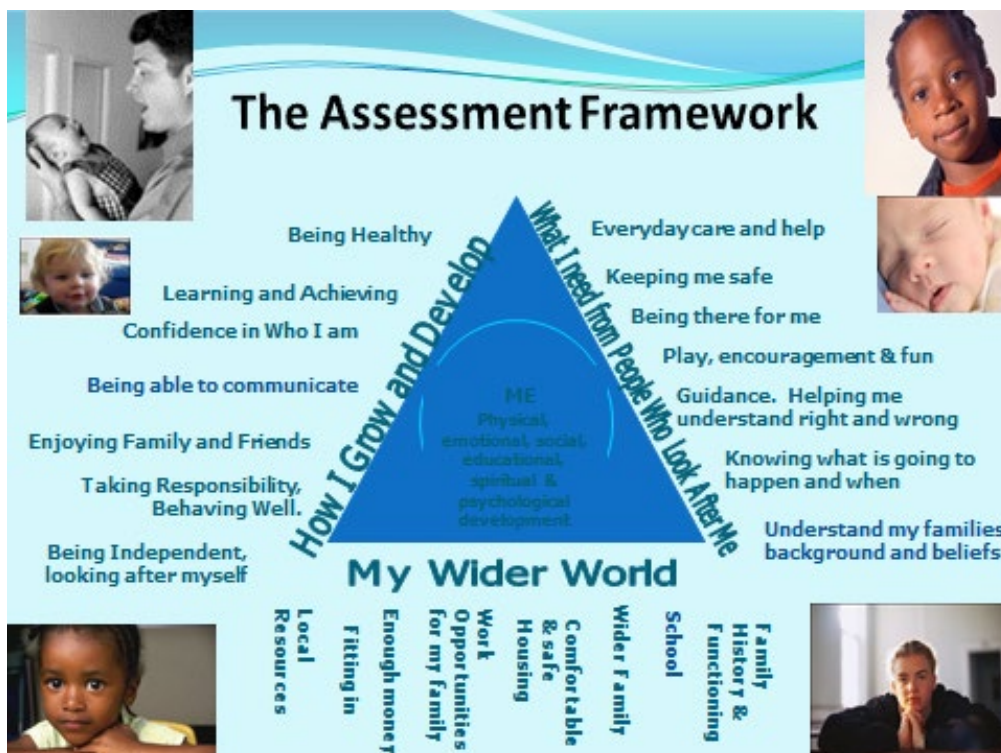 The Assessment Framework
Being Healthy
Learning and Achieving
Confidence in Who I am
Being able to communicate
Enjoying Family and Friends
Taking Responsibility,
Behaving Well.
Being Independent,
looking after myself
How I Grow and Develop
ME
Physical,
emotional, social,
educational,
spiritual &
psychological
development
What I need from People Who Look After Me
Everyday care and help
Keeping me safe
Being there for me
Play, encouragement & fun
Guidance. Helping me
understand right and wrong
Knowing what is going to
happen and when
Understand my families
background and beliefs
My Wider World
Local
Resources
Fitting in
Enough money
Work
Opportunities
for my family
Comfortable
& safe
Housing
Wider Family
School
Family
History &
Functioning